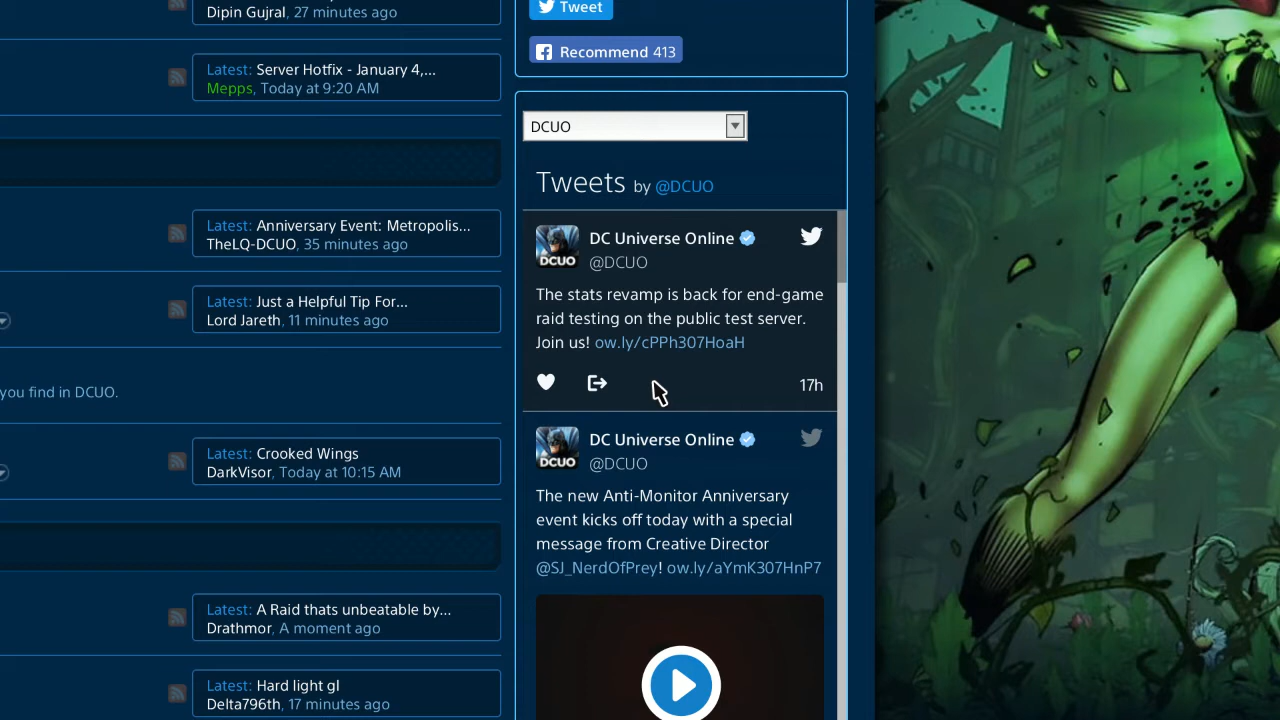 Dipin Gujral, 27 minutes ago
Latest: Server Hotfix - January 4,...
Mepps, Today at 9:20 AM
Latest: Anniversary Event: Metropolis...
TheLQ-DCUO, 35 minutes ago
Latest: Just a Helpful Tip For...
Lord Jareth, 11 minutes ago
you find in DCUO.
Latest: Crooked Wings
DarkVisor, Today at 10:15 AM
Latest: A Raid thats unbeatable by...
Drathmor, A moment ago
Latest: Hard light gl
Delta796th, 17 minutes ago
Tweet
Recommend 413
DCUO
Tweets by @DCUO
DCUO
DC Universe Online
@DCUO
The stats revamp is back for end-game
raid testing on the public test server.
Join us! ow.ly/cPPh307HoaH
17h
DCUO
DC Universe Online
@DCUO
The new Anti-Monitor Anniversary
event kicks off today with a special
message from Creative Director
@SJ_NerdOfPrey! ow.ly/aYmK307HnP7